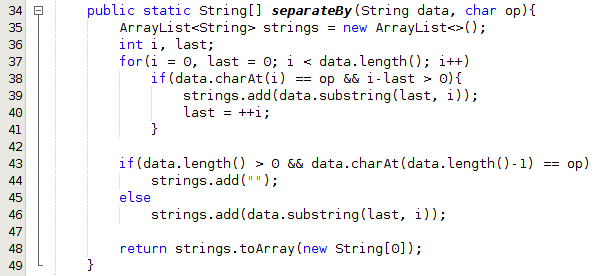 34 public static String[] separateBy(String data, char op){
35 ArrayList<String> strings = new ArrayList<>();
36 int i, last;
37 for(i = 0, last = 0; i < data.length(); i++)
38 if(data.charAt(i) == op && i-last > 0){
39 strings.add(data.substring(last, i));
40 last = ++i;
41 }
42
43 if(data.length() > 0 && data.charAt(data.length()-1) == op)
44 strings.add("");
45 else
46 strings.add(data.substring(last, i));
47
48 return strings.toArray(new String[0]);
49 }